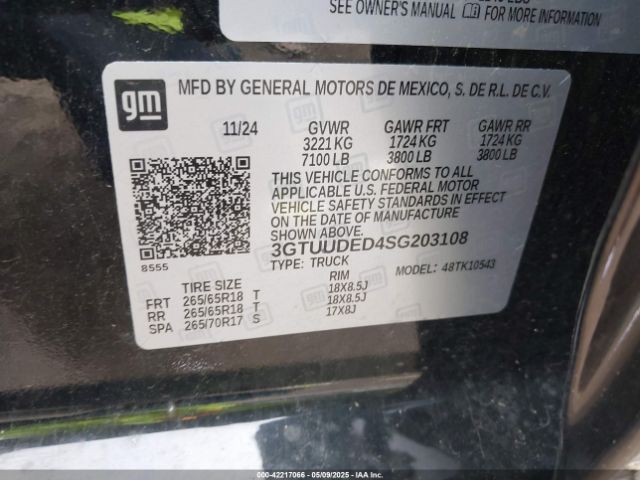 SEE OWNER'S MANUAL FOR MORE INFORMATION
gm
MFD BY GENERAL MOTORS DE MEXICO, S. DE R.L. DE C.V.
11/24 GVWR GAWR FRT GAWR RR
3221 KG 1724 KG 1724 KG
7100 LB 3800 LB 3800 LB
THIS VEHICLE CONFORMS TO ALL
APPLICABLE U.S. FEDERAL MOTOR
VEHICLE SAFETY STANDARDS IN EFFECT
ON THE DATE OF MANUFACTURE
SHOWN ABOVE.
8555
3GTUUDED4SG203108
TYPE: TRUCK MODEL: 48TK10543
TIRE SIZE RIM
FRT 265/65R18 T 18X8.5J
RR 265/65R18 T 18X8.5J
SPA 265/70R17 S 17X8J
000-42217066 - 05/09/2025 - IAAI.COM